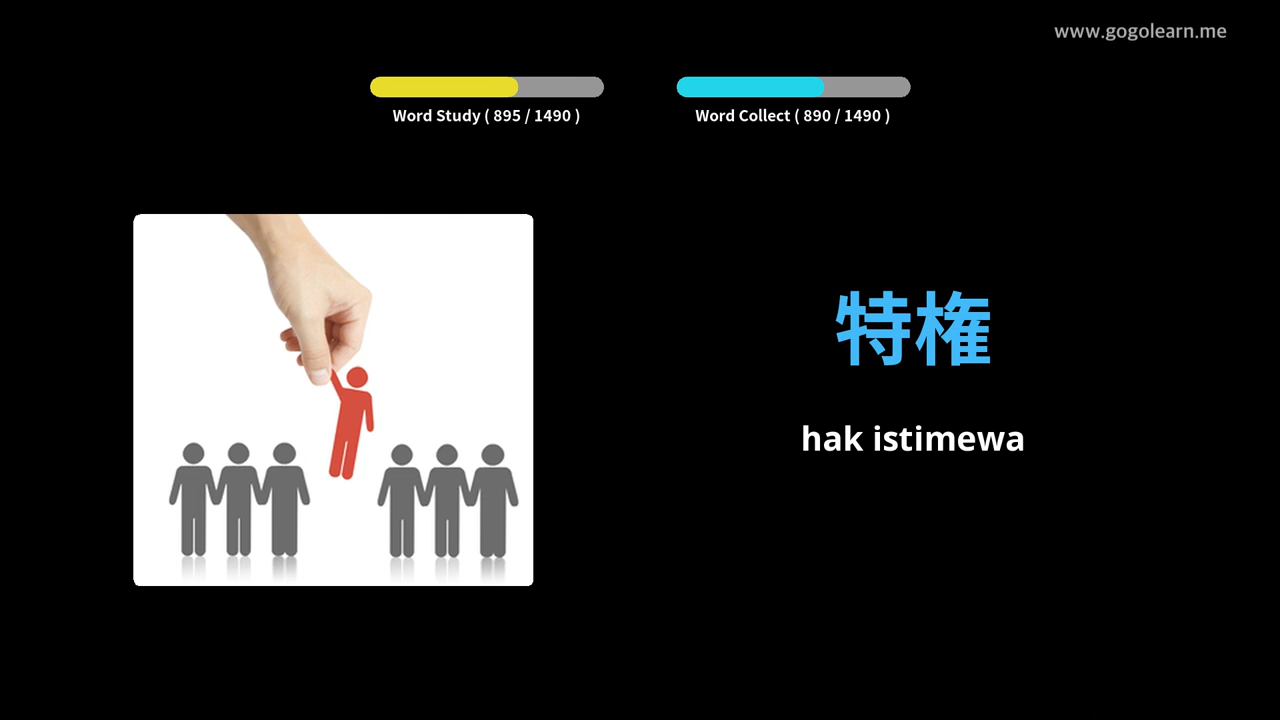 www.gogolearn.me
Word Study ( 895 / 1490 )
Word Collect ( 890 / 1490 )
特権
hak istimewa